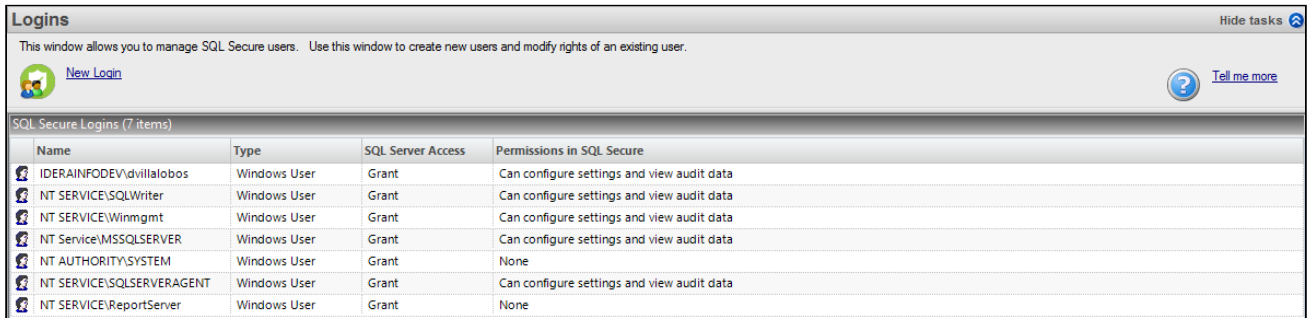 Logins Hide tasks
This window allows you to manage SQL Secure users. Use this window to create new users and modify rights of an existing user.
New Login ? Tell me more
SQL Secure Logins (7 items)
Name Type SQL Server Access Permissions in SQL Secure
IDERAINFODEV\dvillalobos Windows User Grant Can configure settings and view audit data
NT SERVICE\SQLWriter Windows User Grant Can configure settings and view audit data
NT SERVICE\Winmgmt Windows User Grant Can configure settings and view audit data
NT Service\MSSQLSERVER Windows User Grant Can configure settings and view audit data
NT AUTHORITY\SYSTEM Windows User Grant None
NT SERVICE\SQLSERVERAGENT Windows User Grant Can configure settings and view audit data
NT SERVICE\ReportServer Windows User Grant None